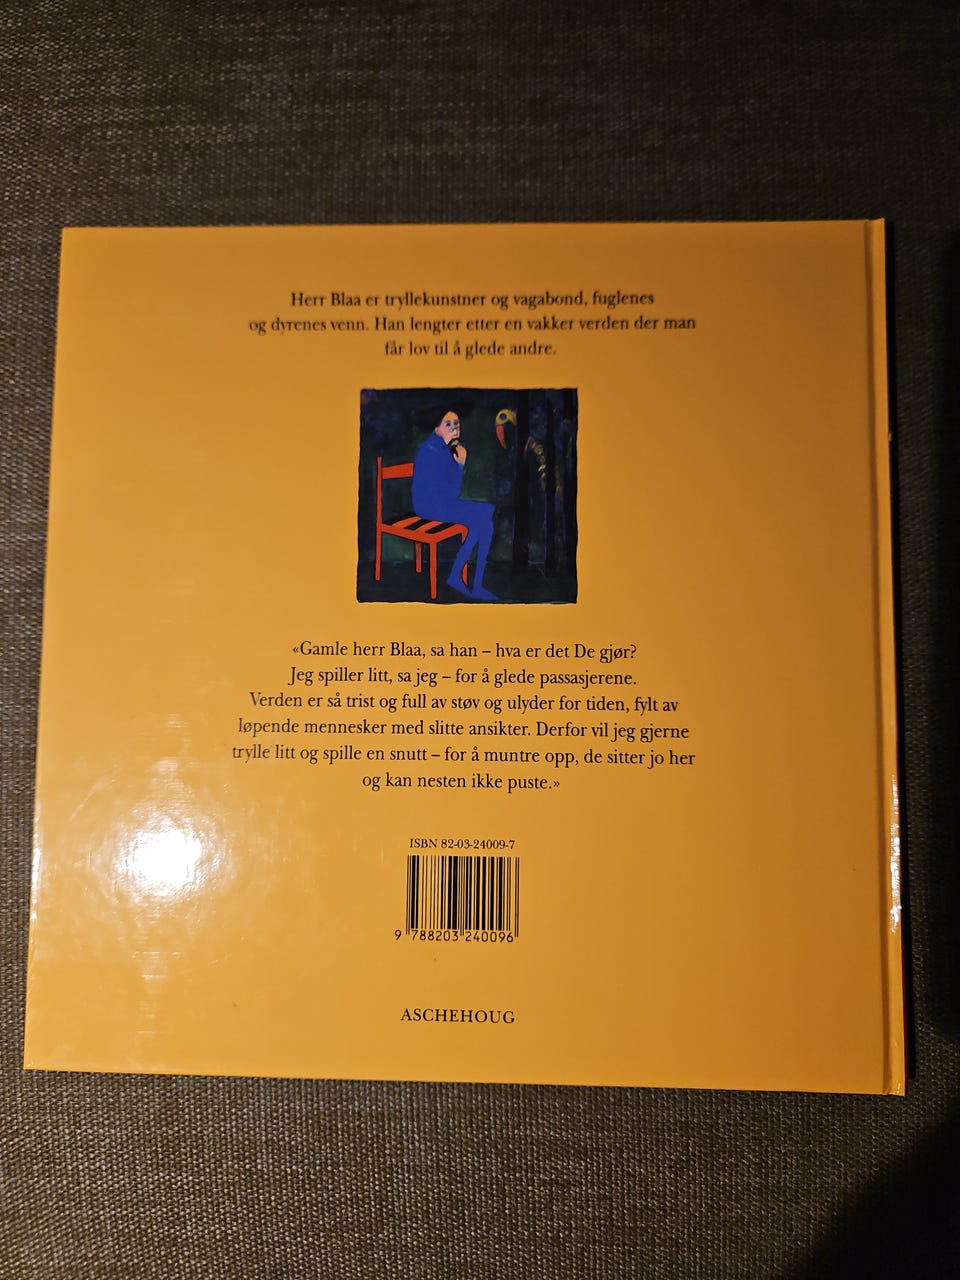 Herr Blaa er tryllekunstner og vagabond, fuglenes
og dyrenes venn. Han lengter etter en vakker verden der man
får lov til å glede andre.
«Gamle herr Blaa, sa han – hva er det De gjør?
Jeg spiller litt, sa jeg – for å glede passasjerene.
Verden er så trist og full av støv og ulyder for tiden, fylt av
løpende mennesker med slitte ansikter. Derfor vil jeg gjerne
trylle litt og spille en snutt – for å muntre opp, de sitter jo her
og kan nesten ikke puste.»
ISBN 82-03-24009-7
9 788203 240096
ASCHEHOUG